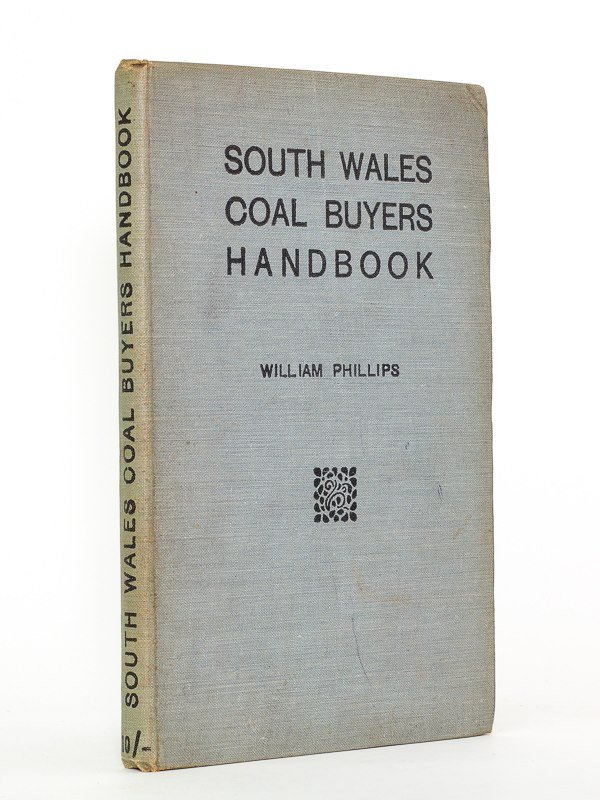 SOUTH WALES
COAL BUYERS
HANDBOOK
WILLIAM PHILLIPS
SOUTH WALES COAL BUYERS HANDBOOK
10/-